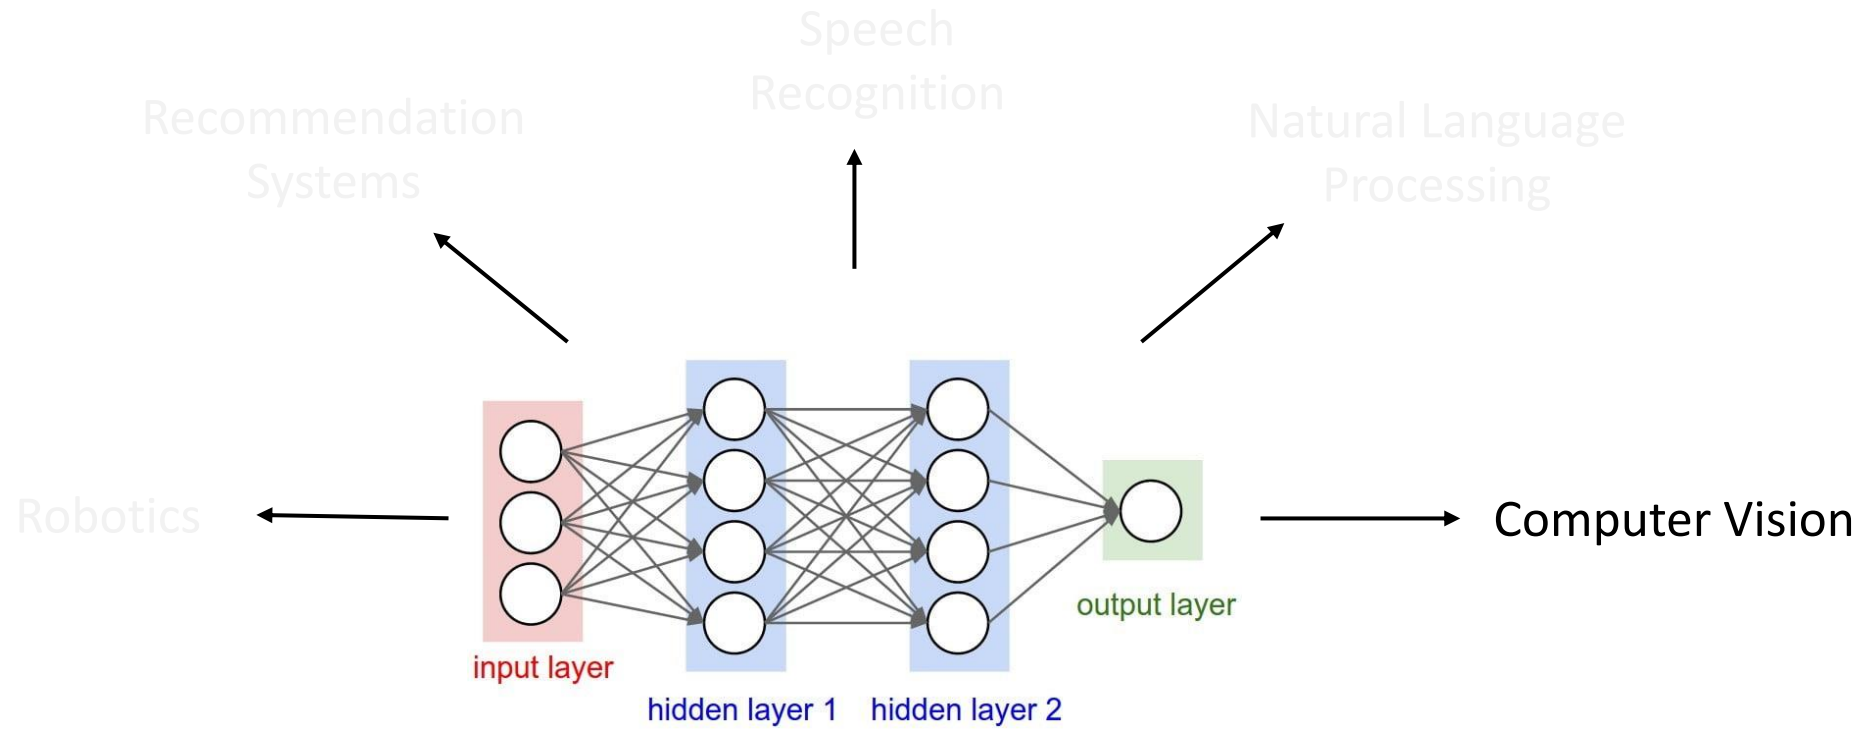 Speech
Recognition
Recommendation
Systems
Natural Language
Processing
Robotics
Computer Vision
output layer
input layer
hidden layer 1
hidden layer 2